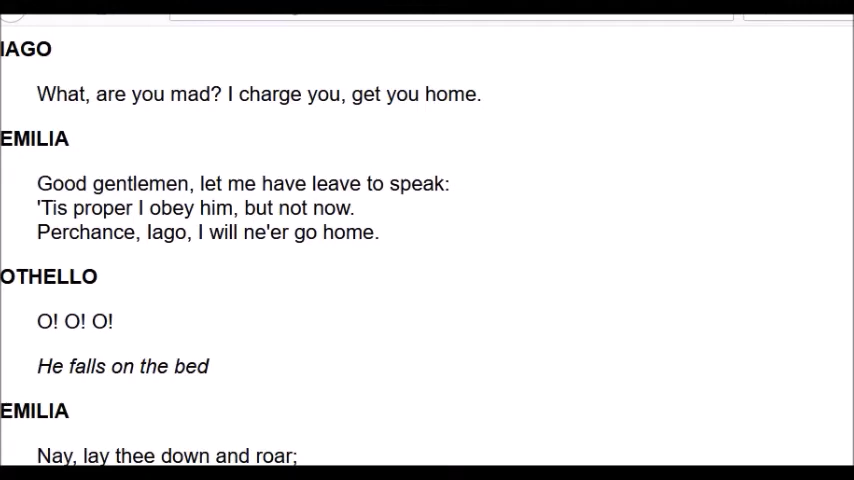 IAGO
What, are you mad? I charge you, get you home.
EMILIA
Good gentlemen, let me have leave to speak:
'Tis proper I obey him, but not now.
Perchance, Iago, I will ne'er go home.
OTHELLO
O! O! O!
He falls on the bed
EMILIA
Nay, lay thee down and roar;